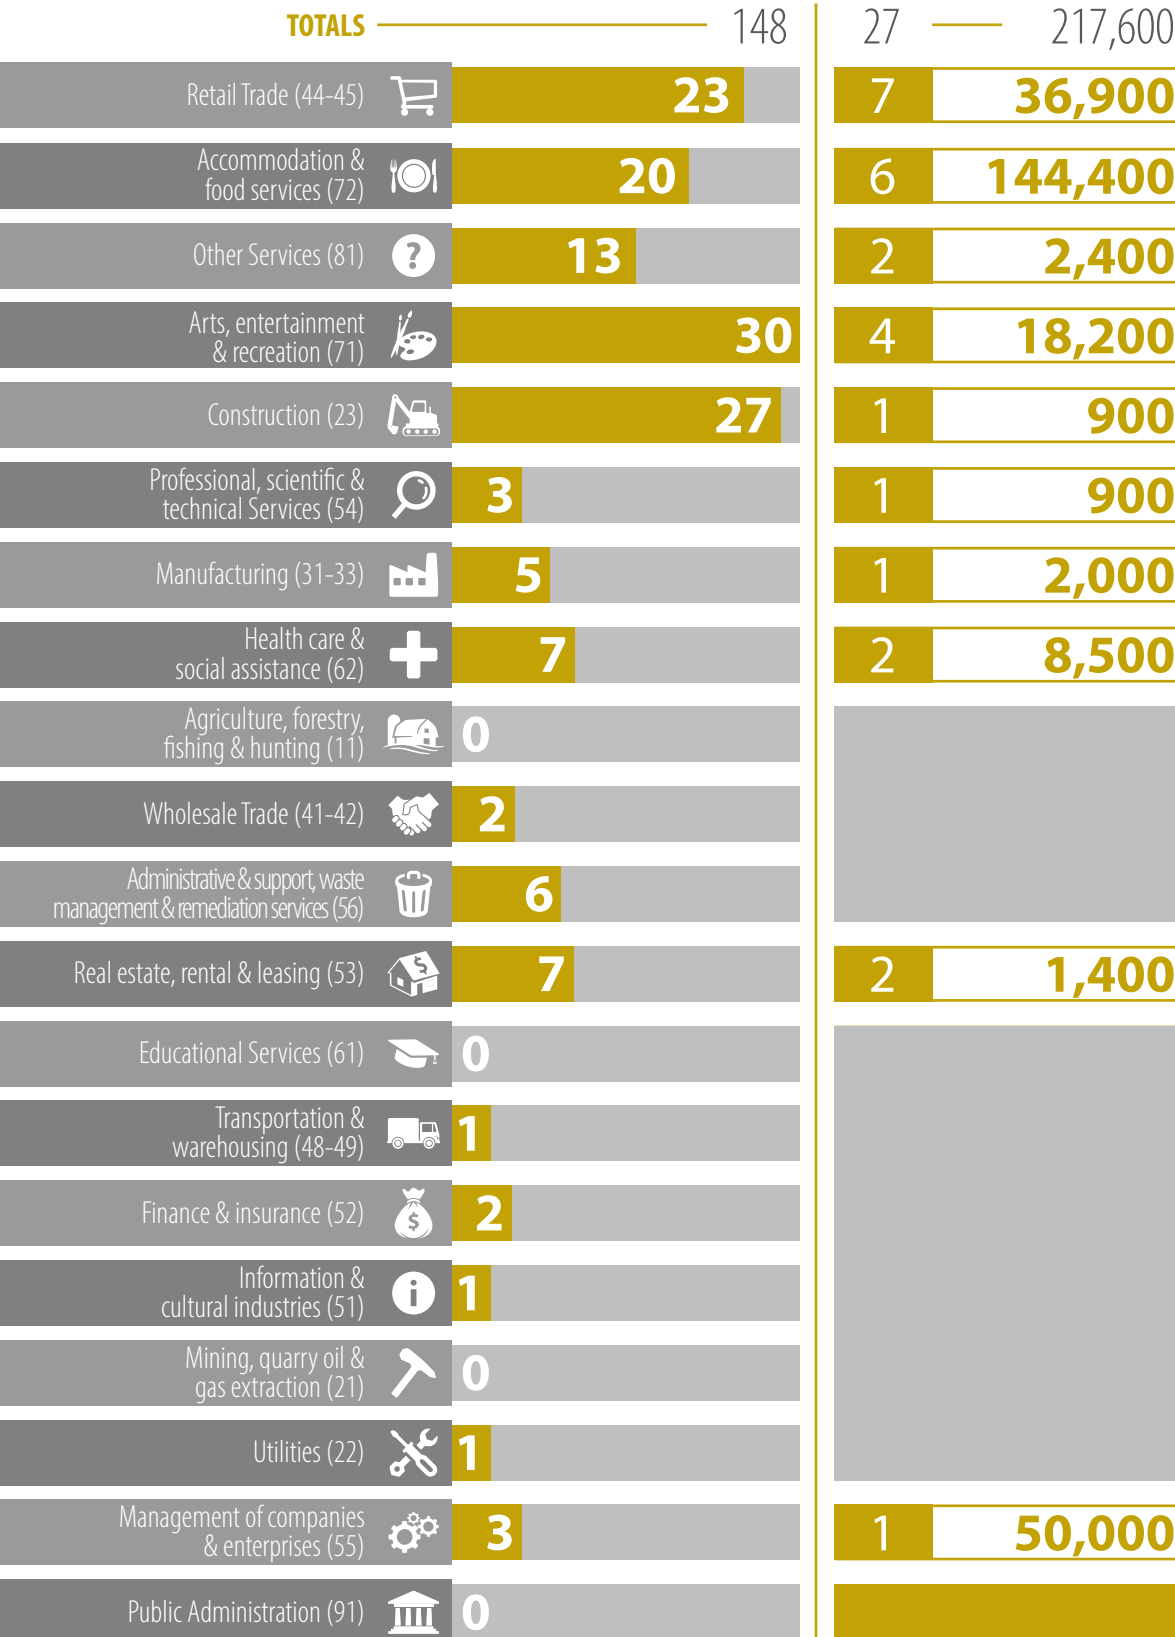 TOTALS 148 27 217,600
Retail Trade (44-45) 23 7 36,900
Accommodation &
food services (72) 20 6 144,400
Other Services (81) ? 13 2 2,400
Arts, entertainment
& recreation (71) 30 4 18,200
Construction (23) 27 1 900
Professional, scientific &
technical Services (54) 3 1 900
Manufacturing (31-33) 5 1 2,000
Health care &
social assistance (62) 7 2 8,500
Agriculture, forestry,
fishing & hunting (11) 0
Wholesale Trade (41-42) 2
Administrative & support, waste
management & remediation services (56) 6
Real estate, rental & leasing (53) $ 7 2 1,400
Educational Services (61) 0
Transportation &
warehousing (48-49) 1
Finance & insurance (52) $ 2
Information &
cultural industries (51) i 1
Mining, quarry oil &
gas extraction (21) 0
Utilities (22) 1
Management of companies
& enterprises (55) 3 1 50,000
Public Administration (91) 0